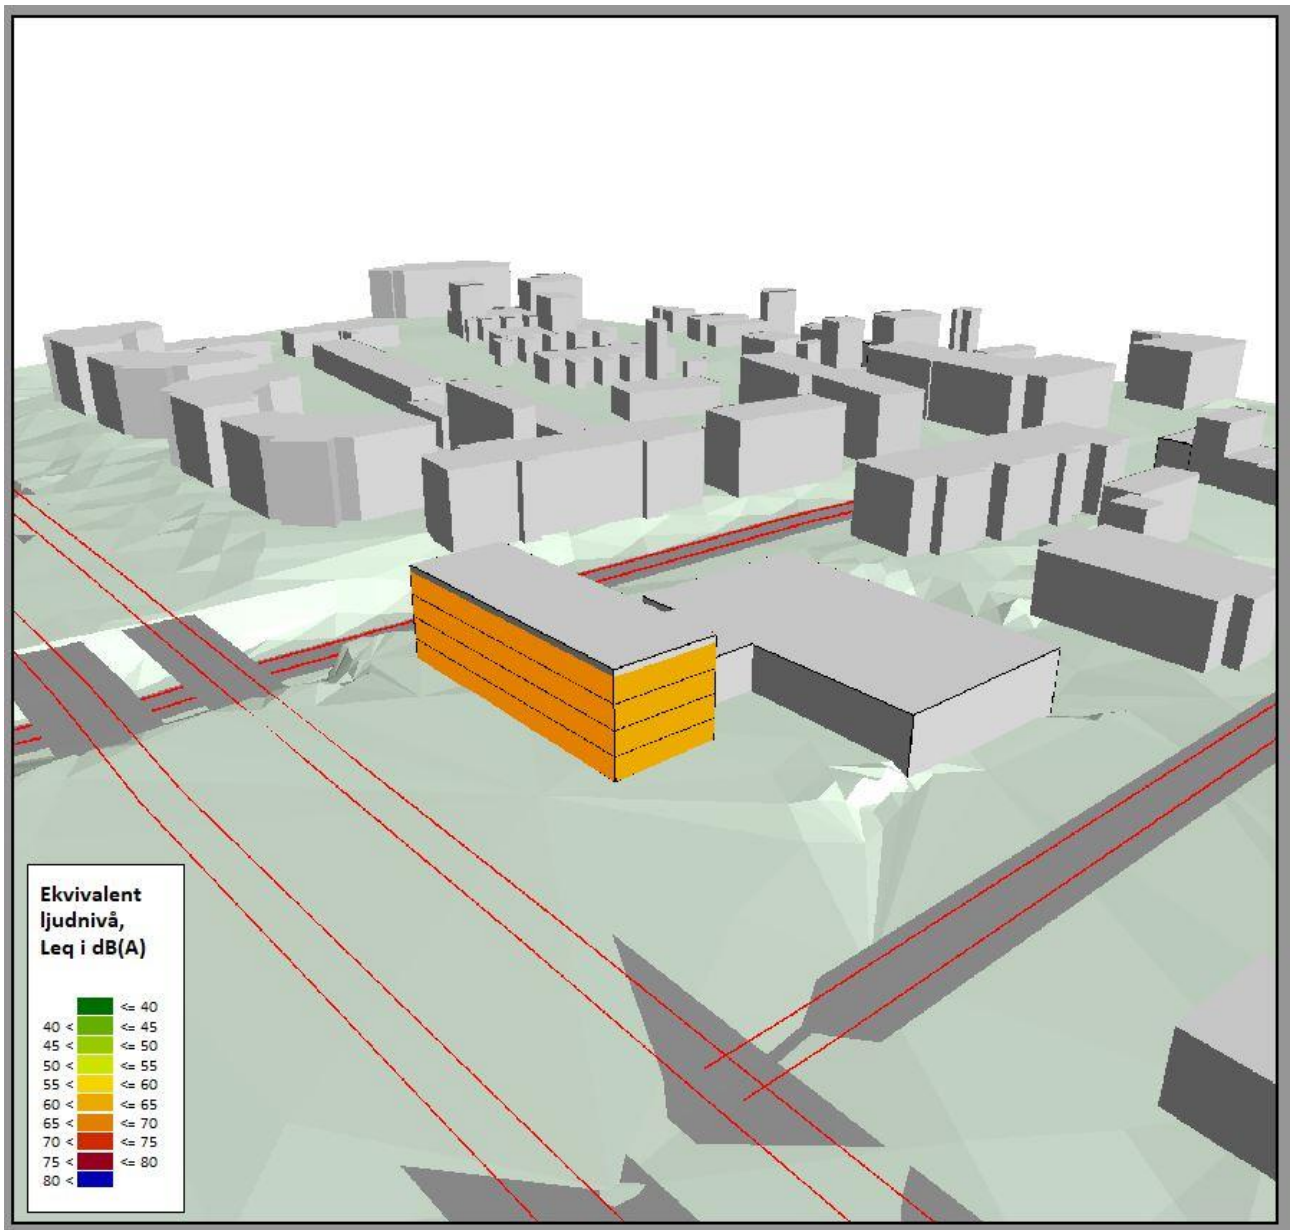 Ekvivalent
ljudnivå,
Leq i dB(A)
<= 40
40 < <= 45
45 < <= 50
50 < <= 55
55 < <= 60
60 < <= 65
65 < <= 70
70 < <= 75
75 < <= 80
80 <